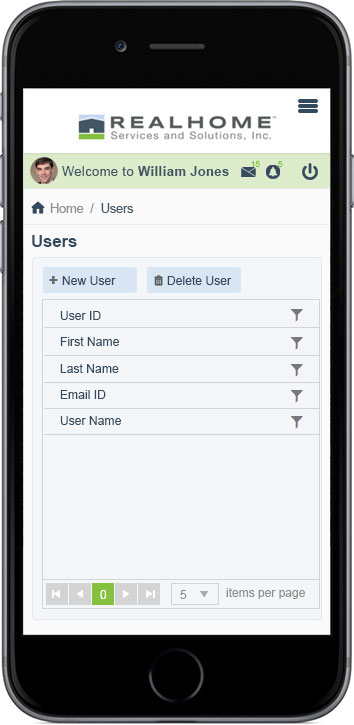 REALHOME™
Services and Solutions, Inc.
Welcome to William Jones 15 5
Home / Users
Users
+ New User Delete User
User ID
First Name
Last Name
Email ID
User Name
0 5 items per page